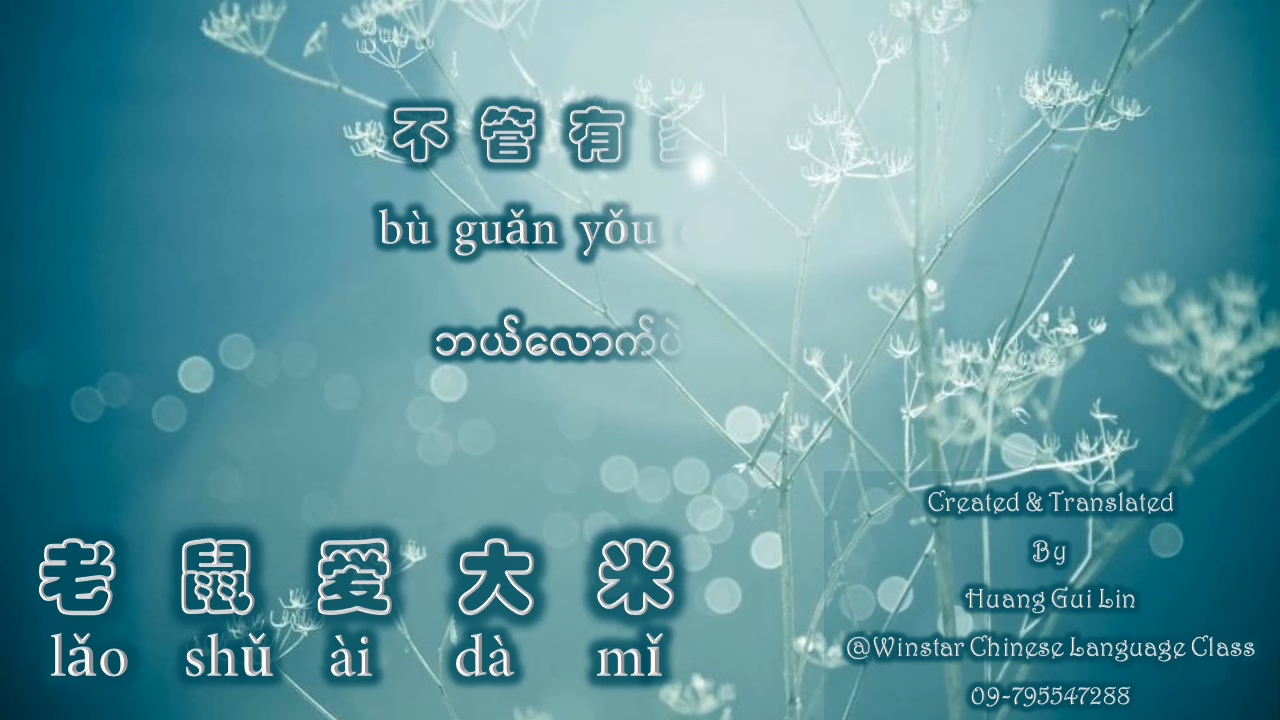 不 管 有
bù guǎn yǒu
ဘယ်လောက်ပဲ
老 鼠 爱 大 米
lǎo shǔ ài dà mǐ
Created & Translated
By
Huang Gui Lin
@Winstar Chinese Language Class
09-795547288